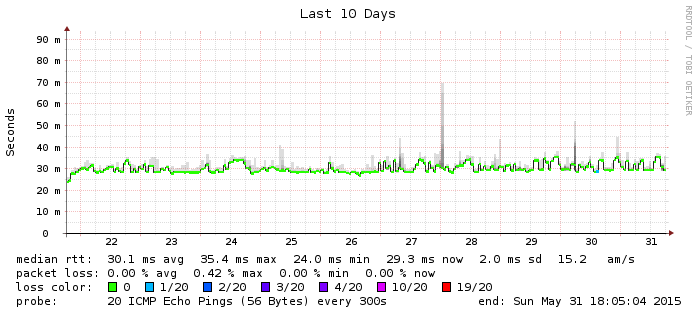 Last 10 Days
RRDTOOL / TOBI OETIKER
Seconds
90 m
80 m
70 m
60 m
50 m
40 m
30 m
20 m
10 m
0
22 23 24 25 26 27 28 29 30 31
median rtt: 30.1 ms avg 35.4 ms max 24.0 ms min 29.3 ms now 2.0 ms sd 15.2 am/s
packet loss: 0.00 % avg 0.42 % max 0.00 % min 0.00 % now
loss color: 0 1/20 2/20 3/20 4/20 10/20 19/20
probe: 20 ICMP Echo Pings (56 Bytes) every 300s end: Sun May 31 18:05:04 2015